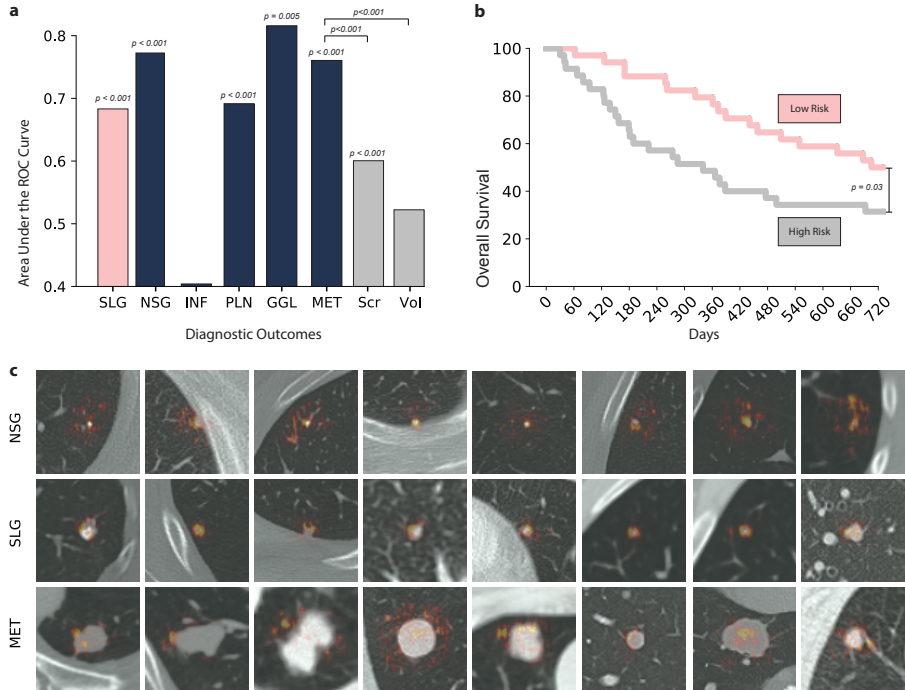 a
p<0.001
p<0.001
p = 0.005
p < 0.001
p < 0.001
p < 0.001
p < 0.001
p < 0.001
0.8
0.7
0.6
0.5
0.4
Area Under the ROC Curve
SLG NSG INF PLN GGL MET Scr Vol
Diagnostic Outcomes
b
100
80
60
40
20
0
Overall Survival
Low Risk
p = 0.03
High Risk
0 60 120 180 240 300 360 420 480 540 600 660 720
Days
c
NSG
SLG
MET